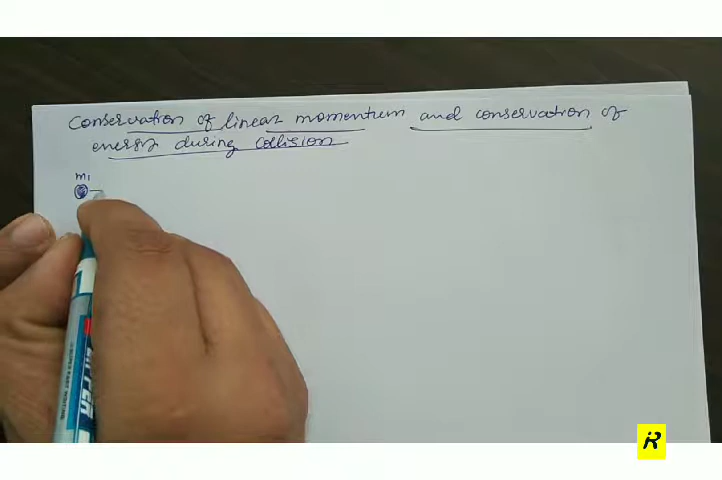 Conservation of linear momentum and conservation of
energy during collision
m1